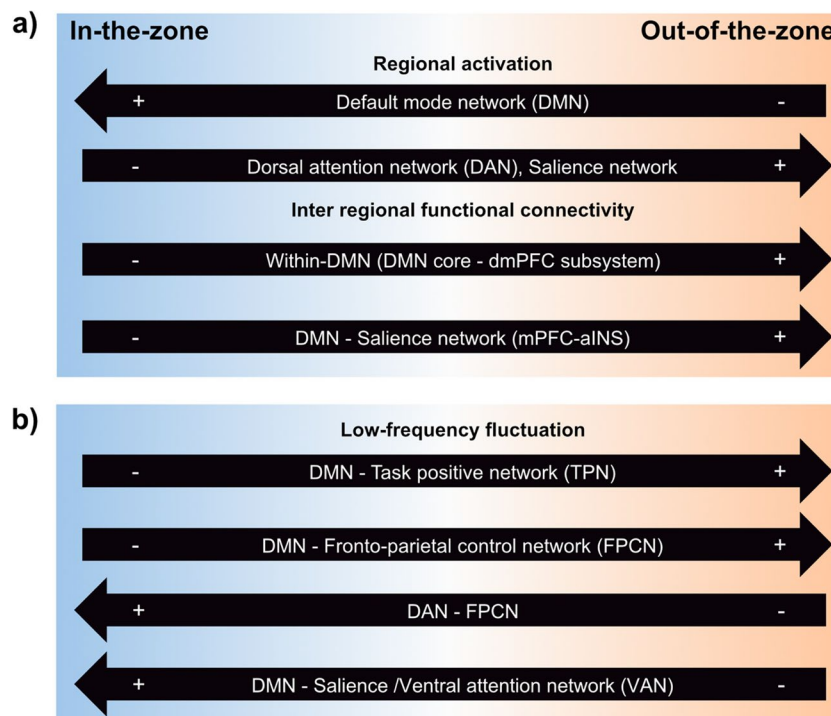 a)
In-the-zone Out-of-the-zone
Regional activation
+ Default mode network (DMN) -
- Dorsal attention network (DAN), Salience network +
Inter regional functional connectivity
- Within-DMN (DMN core - dmPFC subsystem) +
- DMN - Salience network (mPFC-aINS) +
b)
Low-frequency fluctuation
- DMN - Task positive network (TPN) +
- DMN - Fronto-parietal control network (FPCN) +
+ DAN - FPCN -
+ DMN - Salience /Ventral attention network (VAN) -